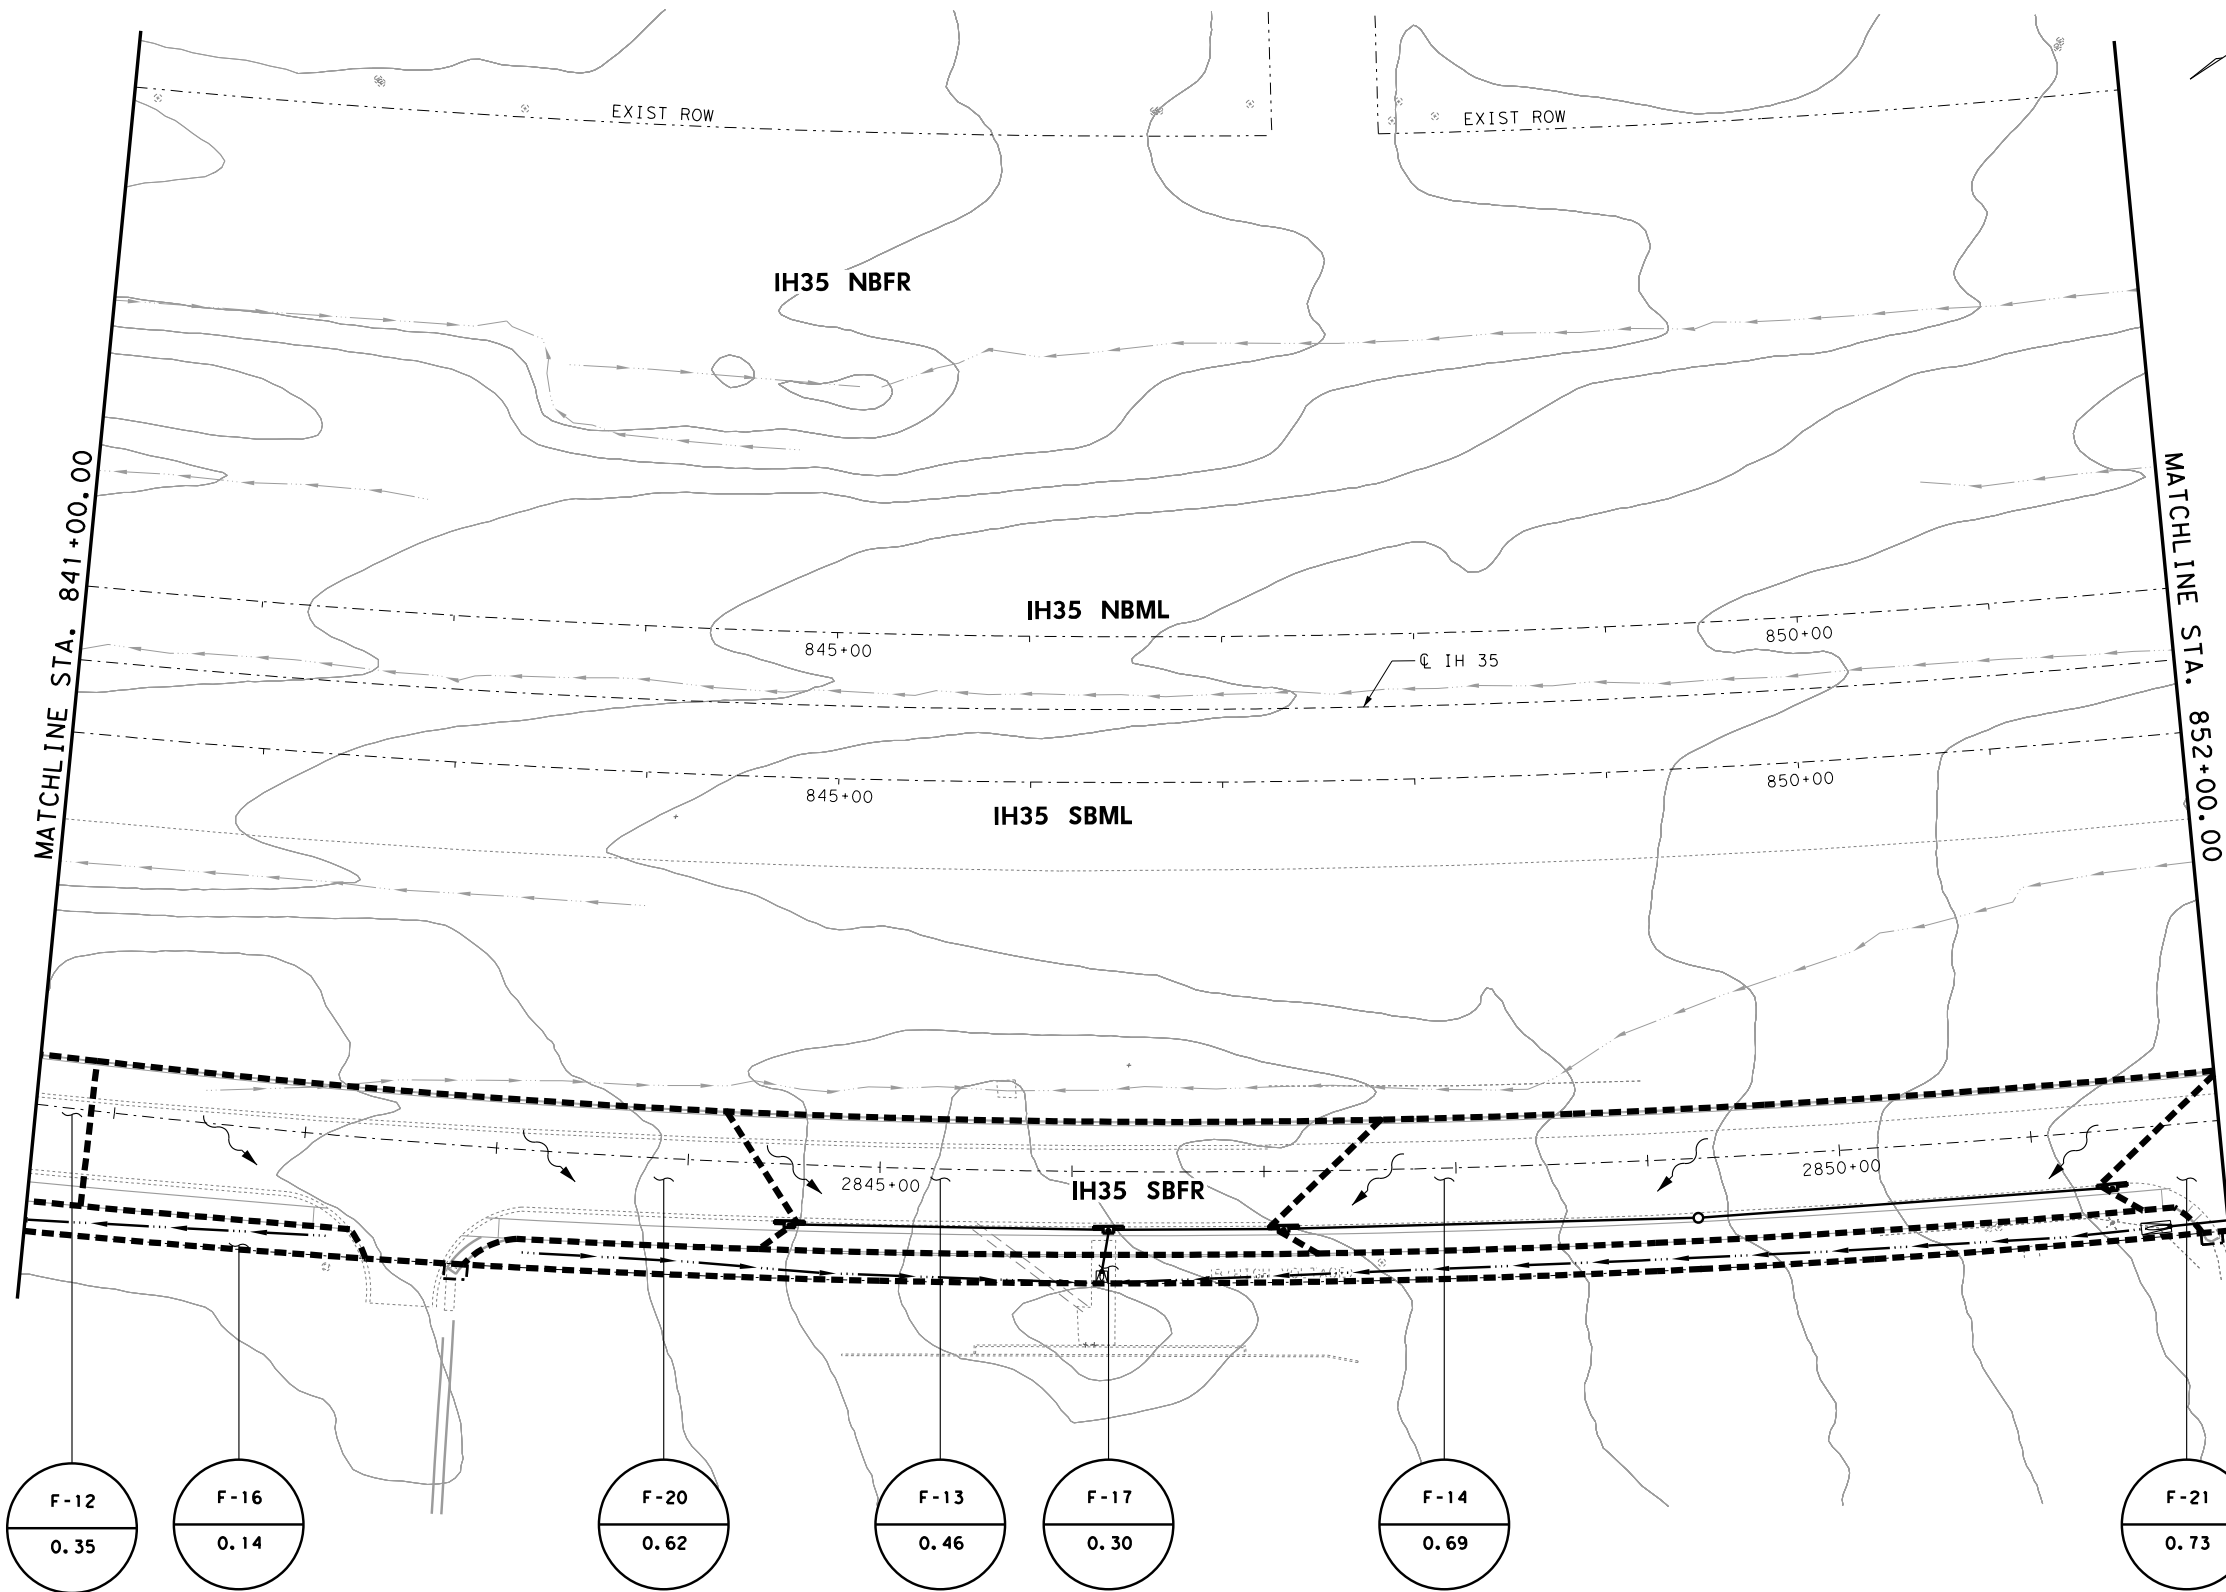 EXIST ROW
EXIST ROW
IH35 NBFR
MATCHLINE STA. 841+00.00
MATCHLINE STA. 852+00.00
IH35 NBML
845+00
850+00
℄ IH 35
845+00
850+00
IH35 SBML
2845+00
IH35 SBFR
2850+00
F-12
0.35
F-16
0.14
F-20
0.62
F-13
0.46
F-17
0.30
F-14
0.69
F-21
0.73